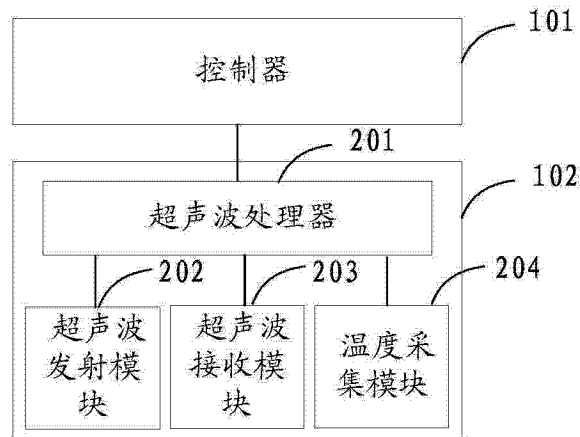 101
控制器
201
102
超声波处理器
202
203
204
超声波
发射模
块
超声波
接收模
块
温度采
集模块